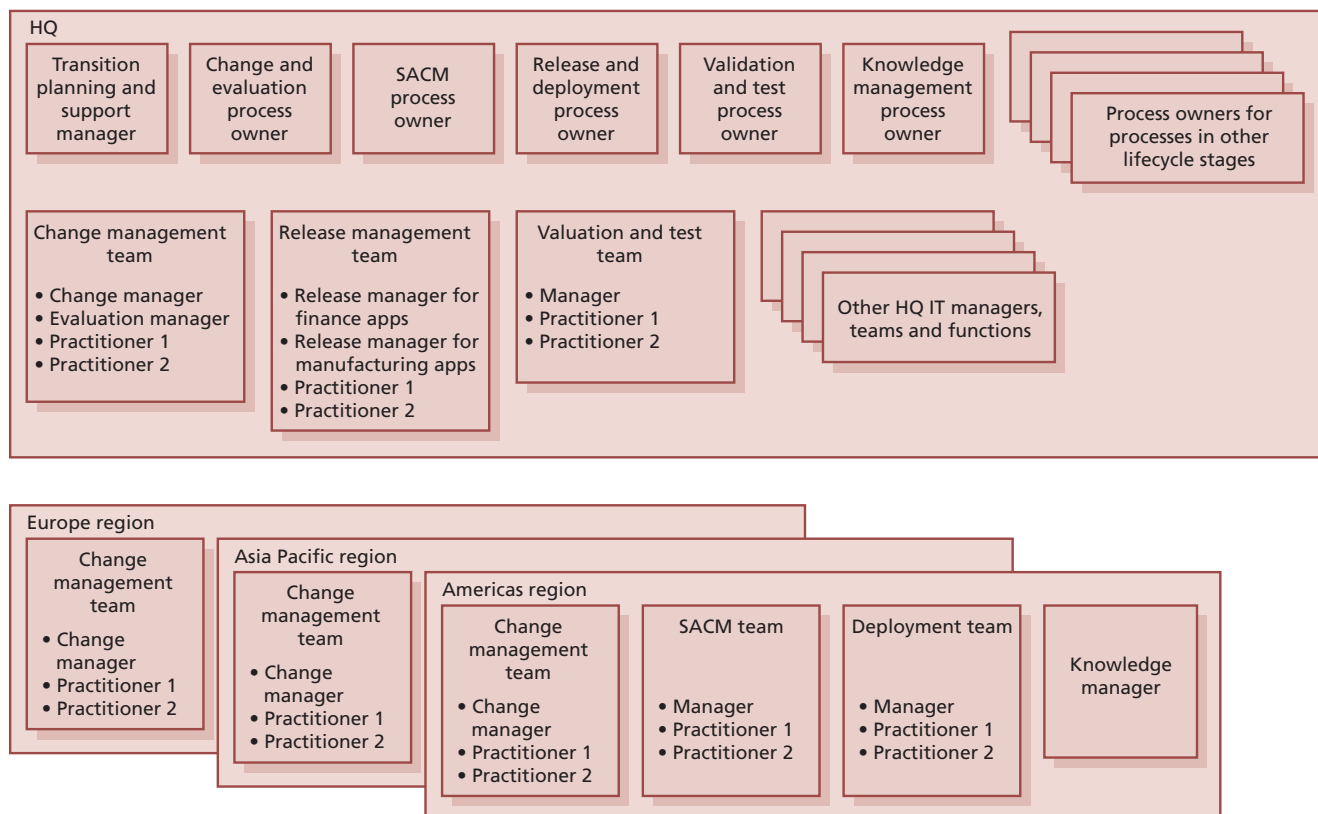 HQ
Transition
planning and
support
manager
Change and
evaluation
process
owner
SACM
process
owner
Release and
deployment
process
owner
Validation
and test
process
owner
Knowledge
management
process
owner
Process owners for
processes in other
lifecycle stages
Change management
team
• Change manager
• Evaluation manager
• Practitioner 1
• Practitioner 2
Release management
team
• Release manager for
finance apps
• Release manager for
manufacturing apps
• Practitioner 1
• Practitioner 2
Valuation and test
team
• Manager
• Practitioner 1
• Practitioner 2
Other HQ IT managers,
teams and functions
Europe region
Change
management
team
• Change
manager
• Practitioner 1
• Practitioner 2
Asia Pacific region
Change
management
team
• Change
manager
• Practitioner 1
• Practitioner 2
Americas region
Change
management
team
• Change
manager
• Practitioner 1
• Practitioner 2
SACM team
• Manager
• Practitioner 1
• Practitioner 2
Deployment team
• Manager
• Practitioner 1
• Practitioner 2
Knowledge
manager